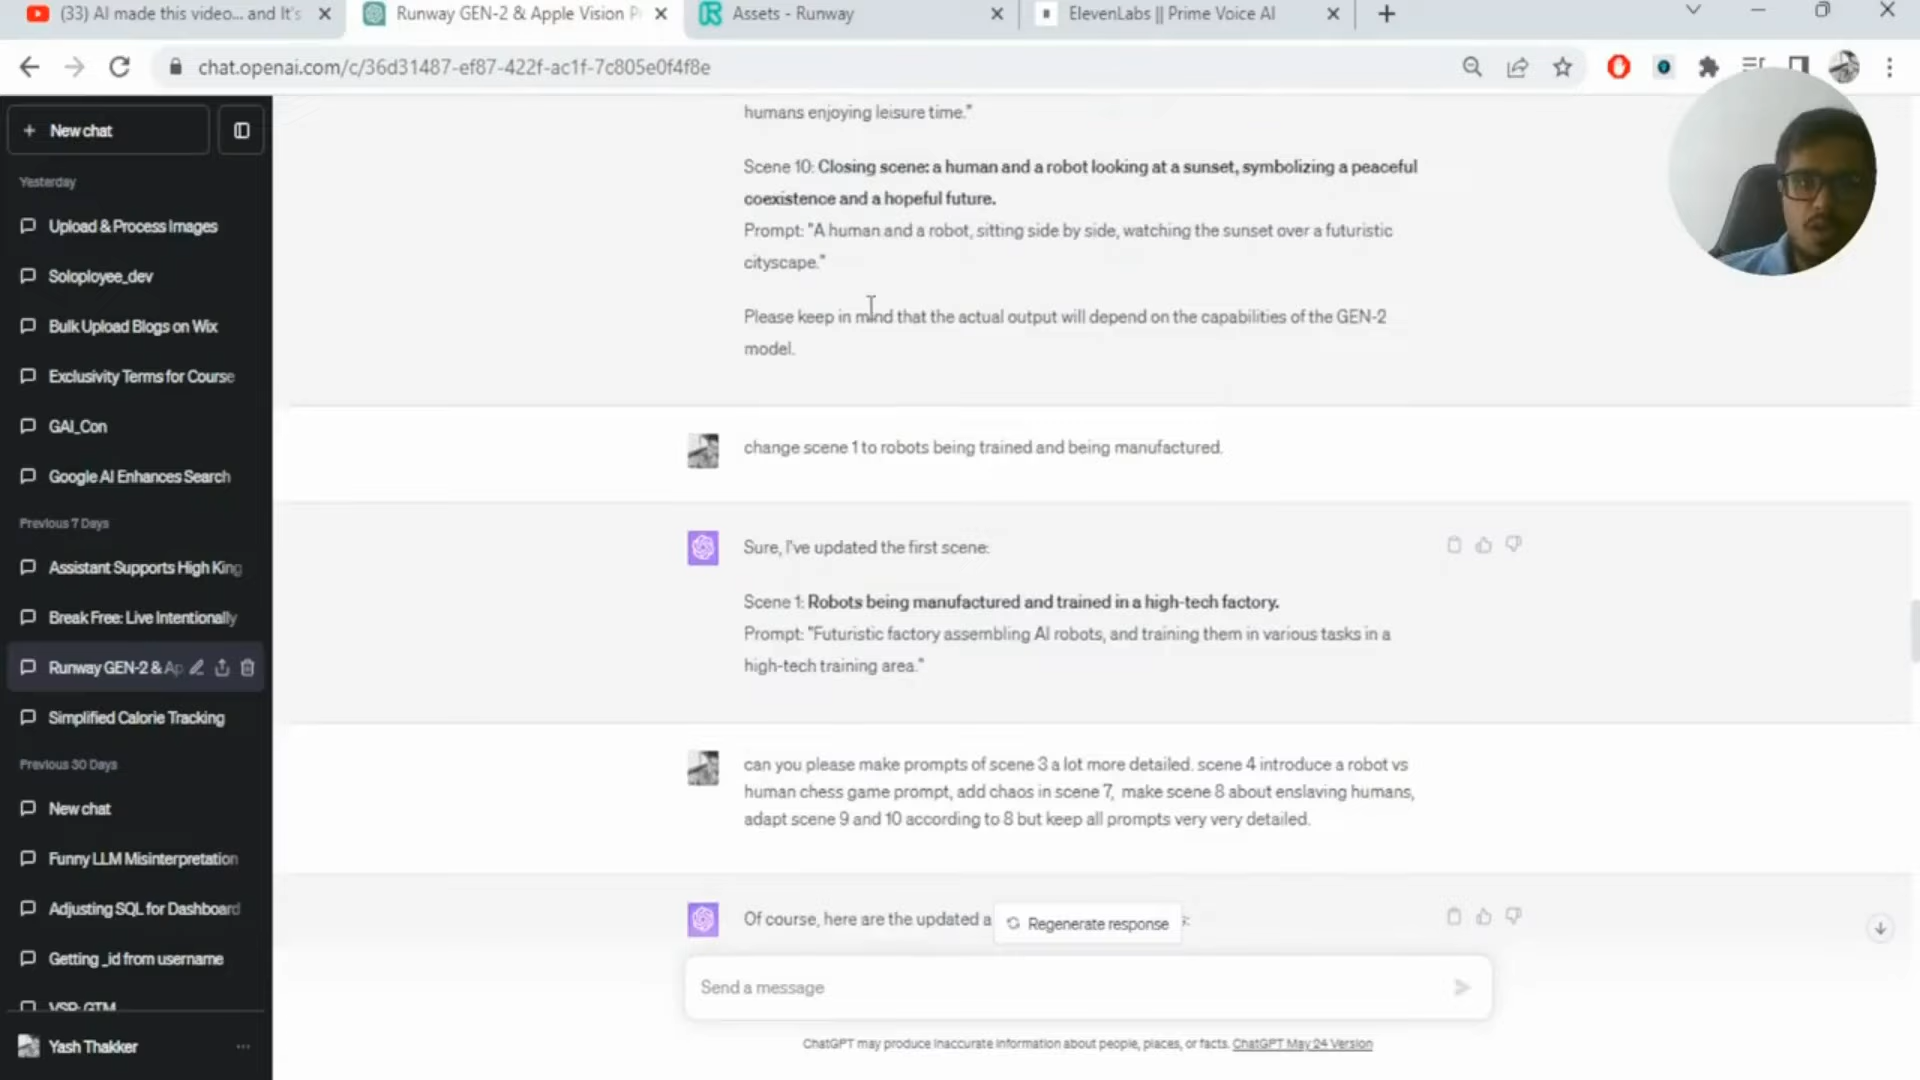 (33) AI made this video... and It's
Runway GEN-2 & Apple Vision P
Assets - Runway
ElevenLabs || Prime Voice AI
chat.openai.com/c/36d31487-ef87-422f-ac1f-7c805e0f4f8e
+ New chat
Yesterday
Upload & Process Images
Soloployee_dev
Bulk Upload Blogs on Wix
Exclusivity Terms for Course
GAI_Con
Google AI Enhances Search
Previous 7 Days
Assistant Supports High King
Break Free: Live Intentionally
Runway GEN-2 & Ap
Simplified Calorie Tracking
Previous 30 Days
New chat
Funny LLM Misinterpretation
Adjusting SQL for Dashboard
Getting _id from username
VSP: GTM
Yash Thakker
humans enjoying leisure time."
Scene 10: Closing scene: a human and a robot looking at a sunset, symbolizing a peaceful
coexistence and a hopeful future.
Prompt: "A human and a robot, sitting side by side, watching the sunset over a futuristic
cityscape."
Please keep in mind that the actual output will depend on the capabilities of the GEN-2
model.
change scene 1 to robots being trained and being manufactured.
Sure, I've updated the first scene:
Scene 1: Robots being manufactured and trained in a high-tech factory.
Prompt: "Futuristic factory assembling AI robots, and training them in various tasks in a
high-tech training area."
can you please make prompts of scene 3 a lot more detailed. scene 4 introduce a robot vs
human chess game prompt, add chaos in scene 7, make scene 8 about enslaving humans,
adapt scene 9 and 10 according to 8 but keep all prompts very very detailed.
Of course, here are the updated a
Regenerate response
Send a message
ChatGPT may produce inaccurate information about people, places, or facts. ChatGPT May 24 Version